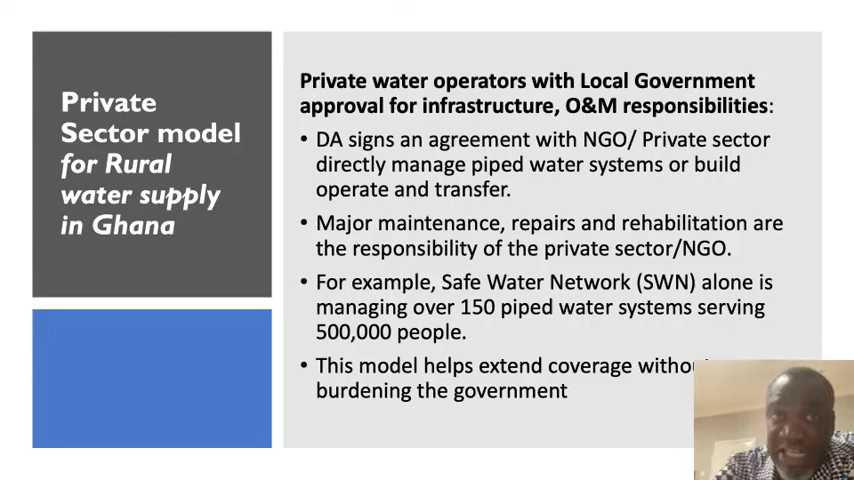 Private
Sector model
for Rural
water supply
in Ghana
Private water operators with Local Government
approval for infrastructure, O&M responsibilities:
• DA signs an agreement with NGO/ Private sector
directly manage piped water systems or build
operate and transfer.
• Major maintenance, repairs and rehabilitation are
the responsibility of the private sector/NGO.
• For example, Safe Water Network (SWN) alone is
managing over 150 piped water systems serving
500,000 people.
• This model helps extend coverage withou
burdening the government